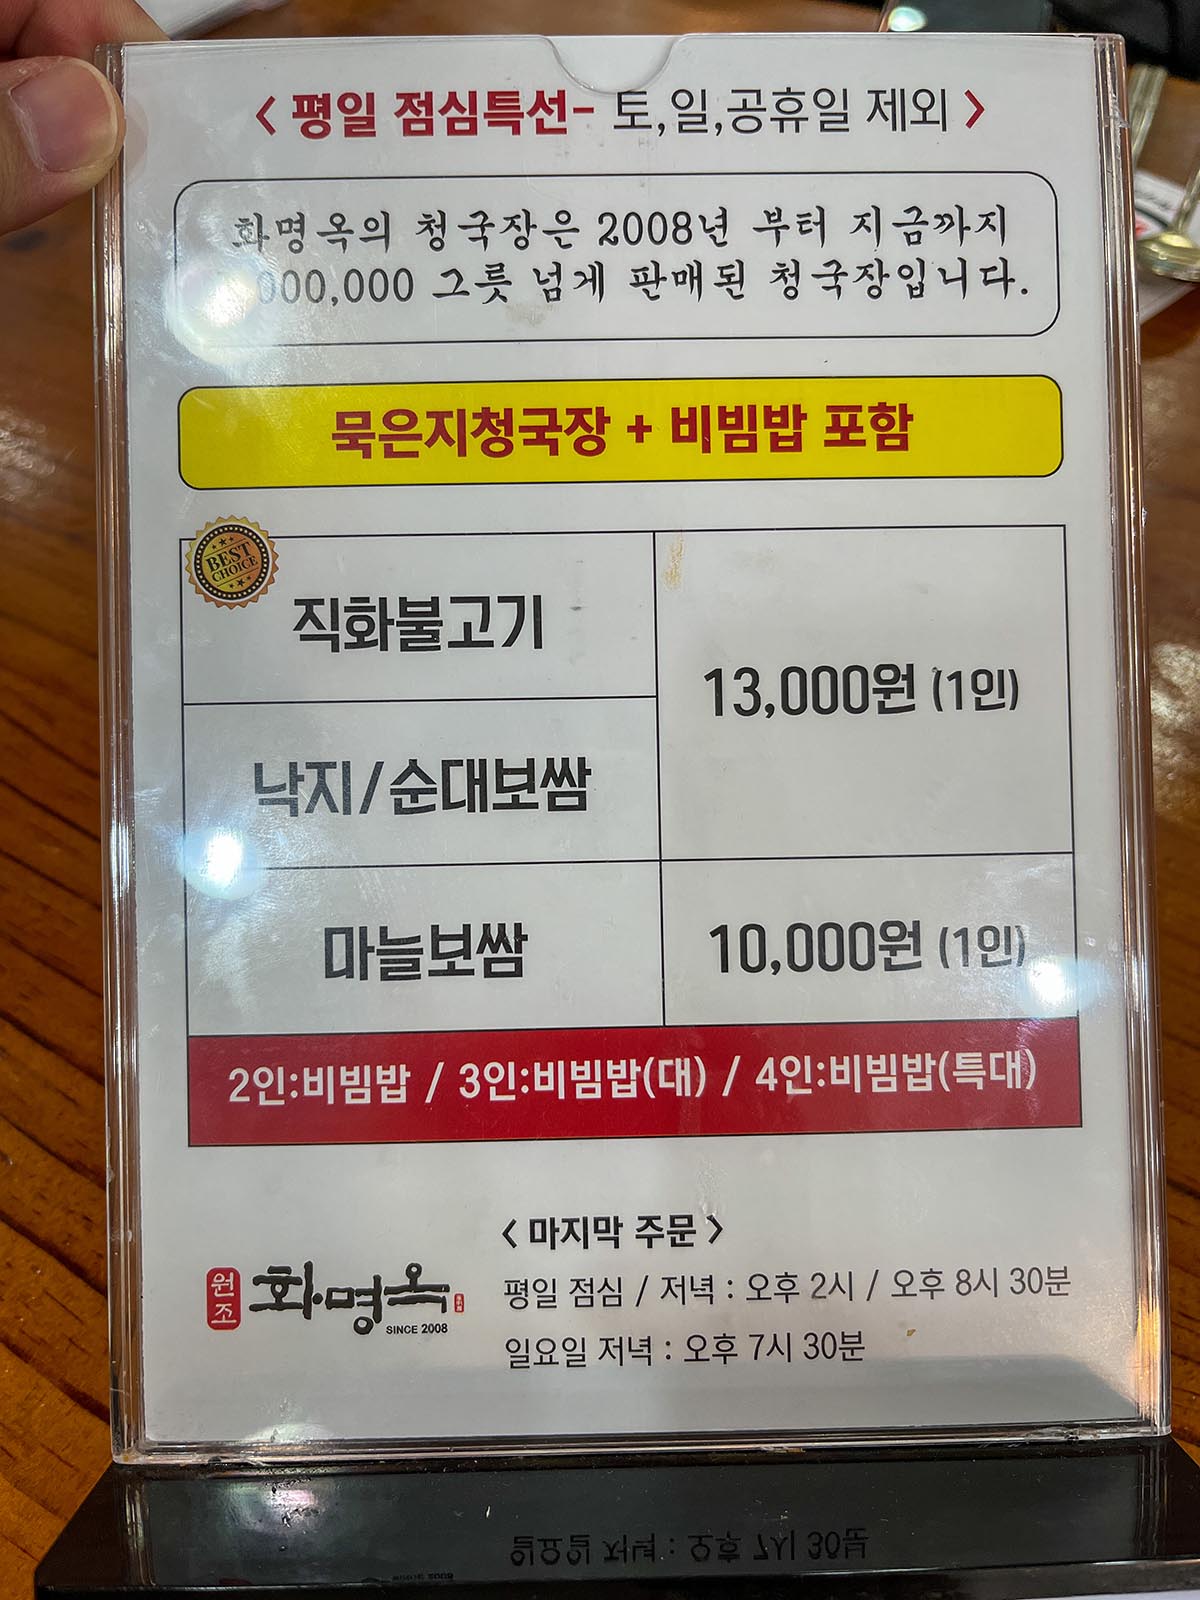 < 평일 점심특선- 토,일,공휴일 제외 >
화명옥의 청국장은 2008년 부터 지금까지
000,000 그릇 넘게 판매된 청국장입니다.
묵은지청국장 + 비빔밥 포함
BEST CHOICE
직화불고기
낙지/순대보쌈
13,000원 (1인)
마늘보쌈
10,000원 (1인)
2인:비빔밥 / 3인:비빔밥(대) / 4인:비빔밥(특대)
< 마지막 주문 >
평일 점심 / 저녁 : 오후 2시 / 오후 8시 30분
일요일 저녁 : 오후 7시 30분
원조 화명옥
SINCE 2008